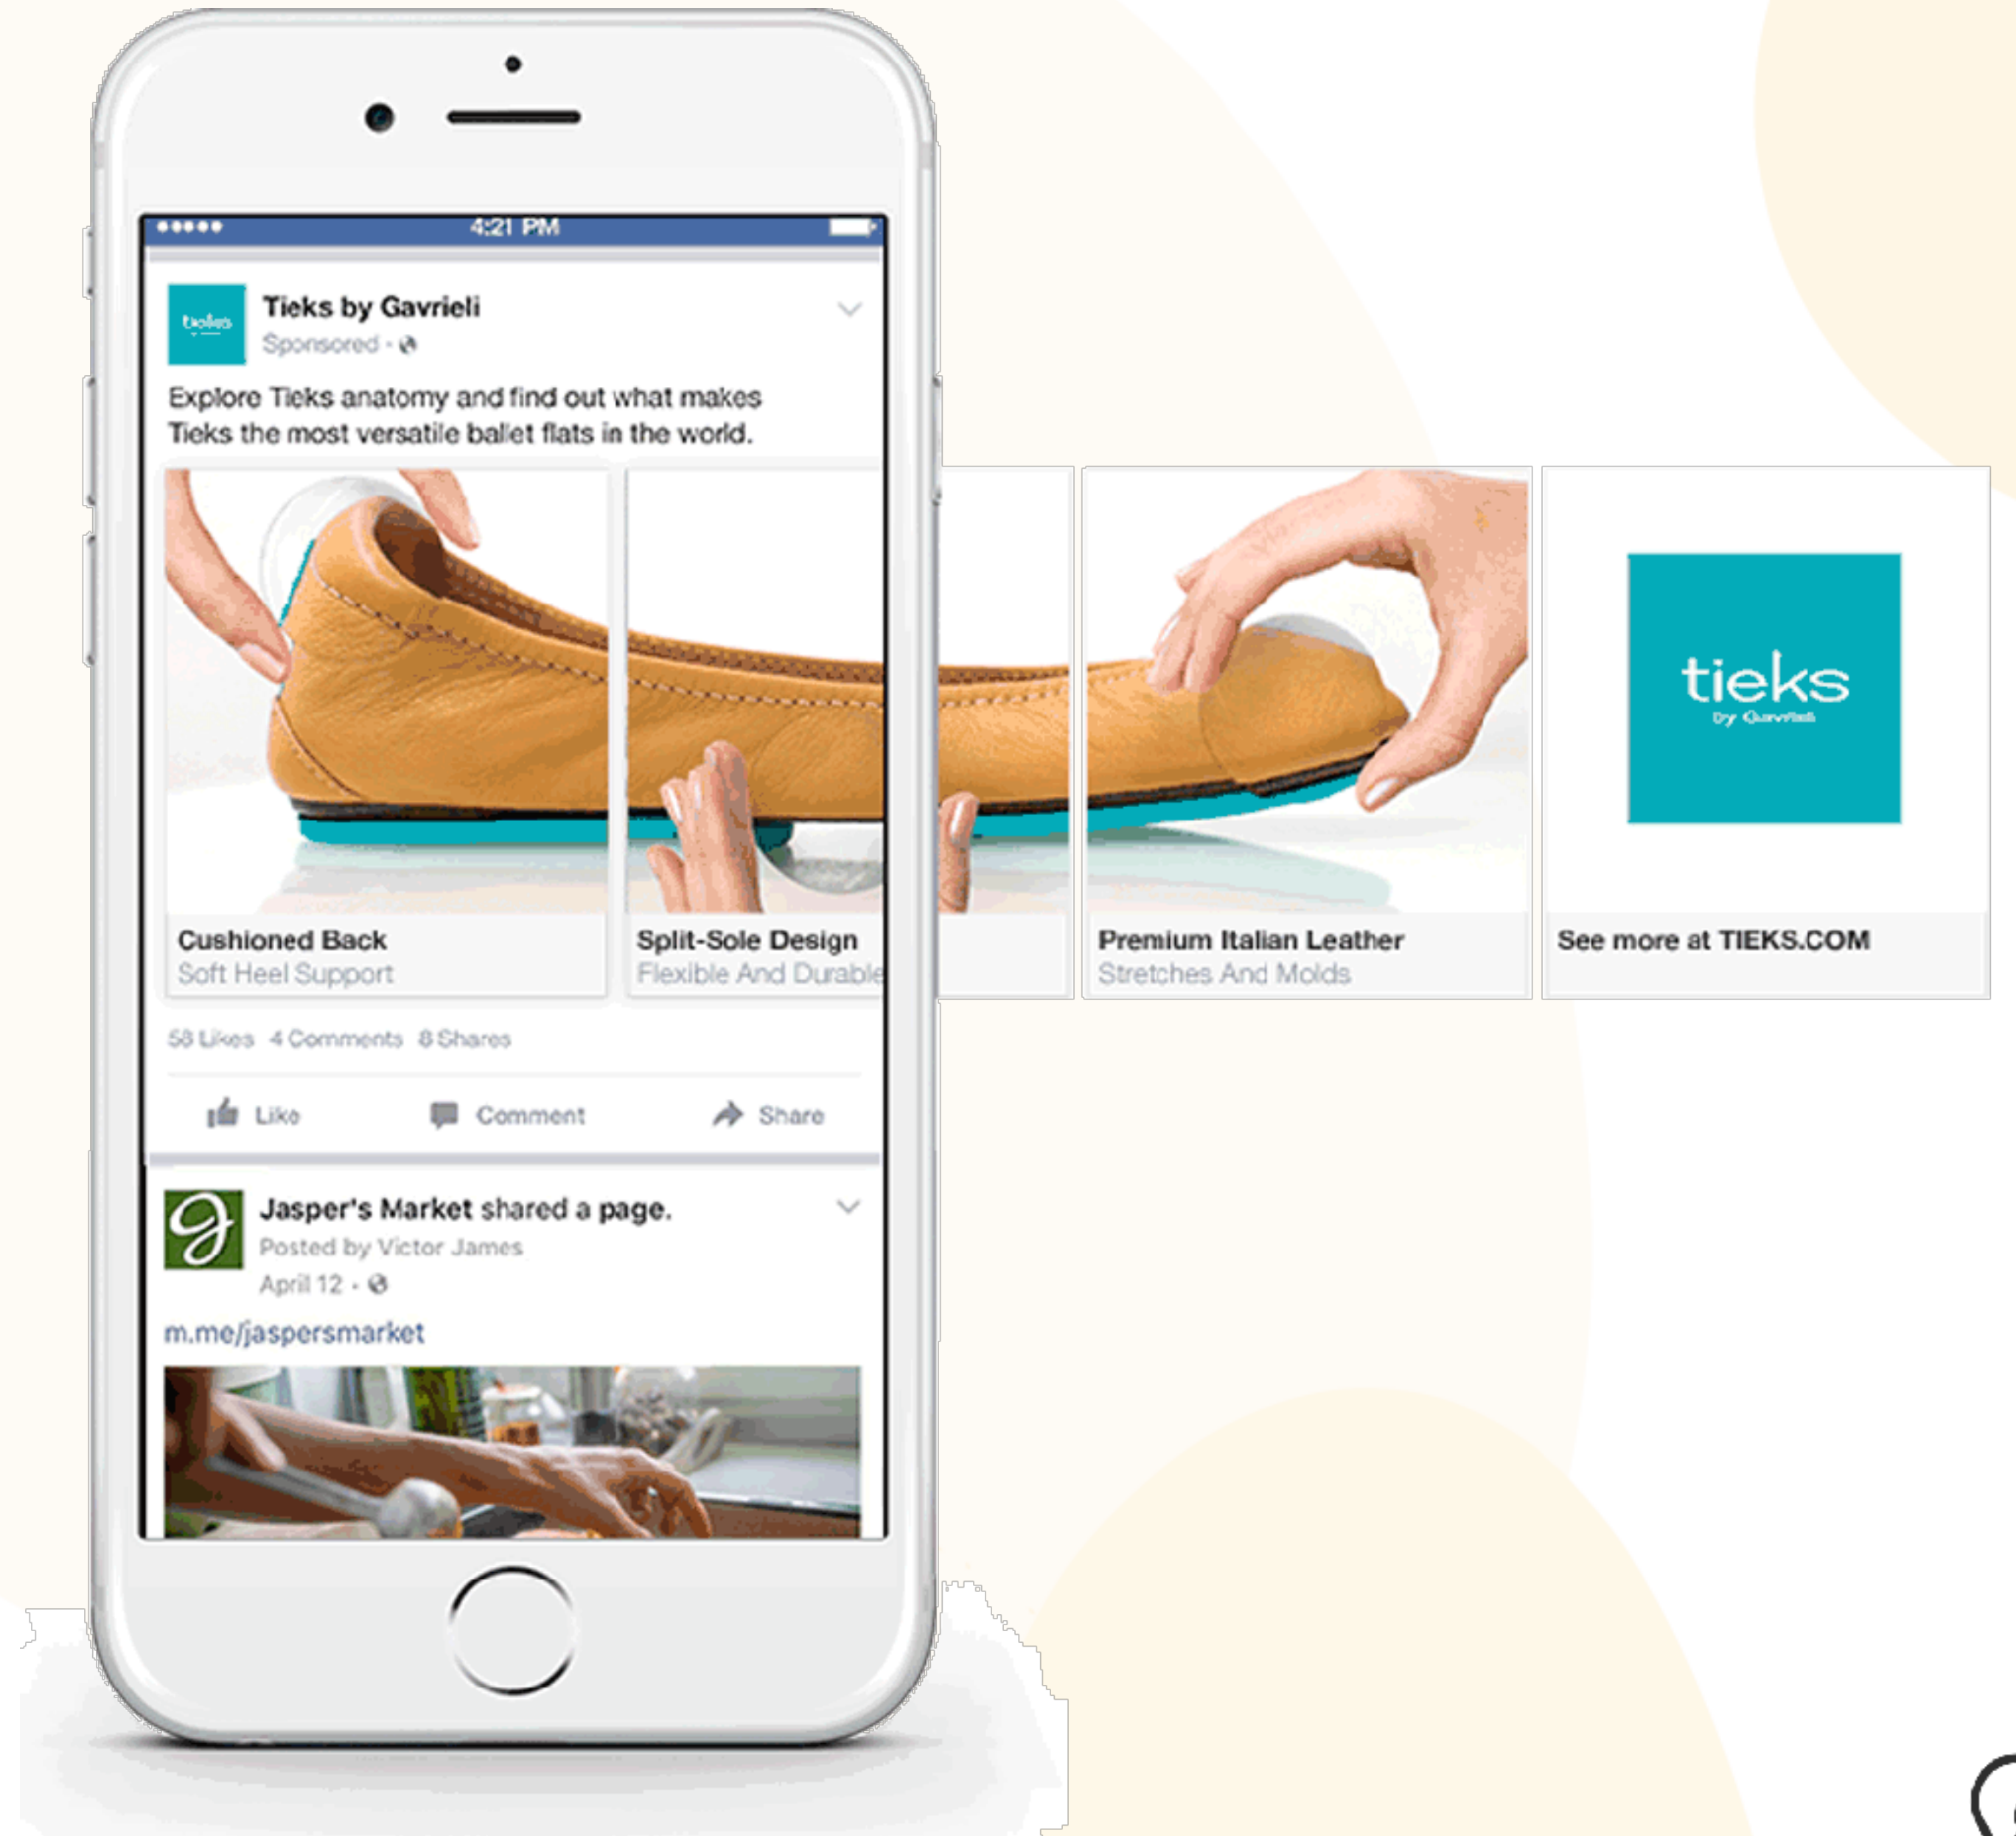 4:21 PM
Tieks by Gavrieli
Sponsored ·
Explore Tieks anatomy and find out what makes
Tieks the most versatile ballet flats in the world.
tieks
by Gavrieli
Cushioned Back
Soft Heel Support
Split-Sole Design
Flexible And Durable
Premium Italian Leather
Stretches And Molds
See more at TIEKS.COM
58 Likes 4 Comments 8 Shares
Like Comment Share
Jasper's Market shared a page.
Posted by Victor James
April 12 ·
m.me/jaspersmarket